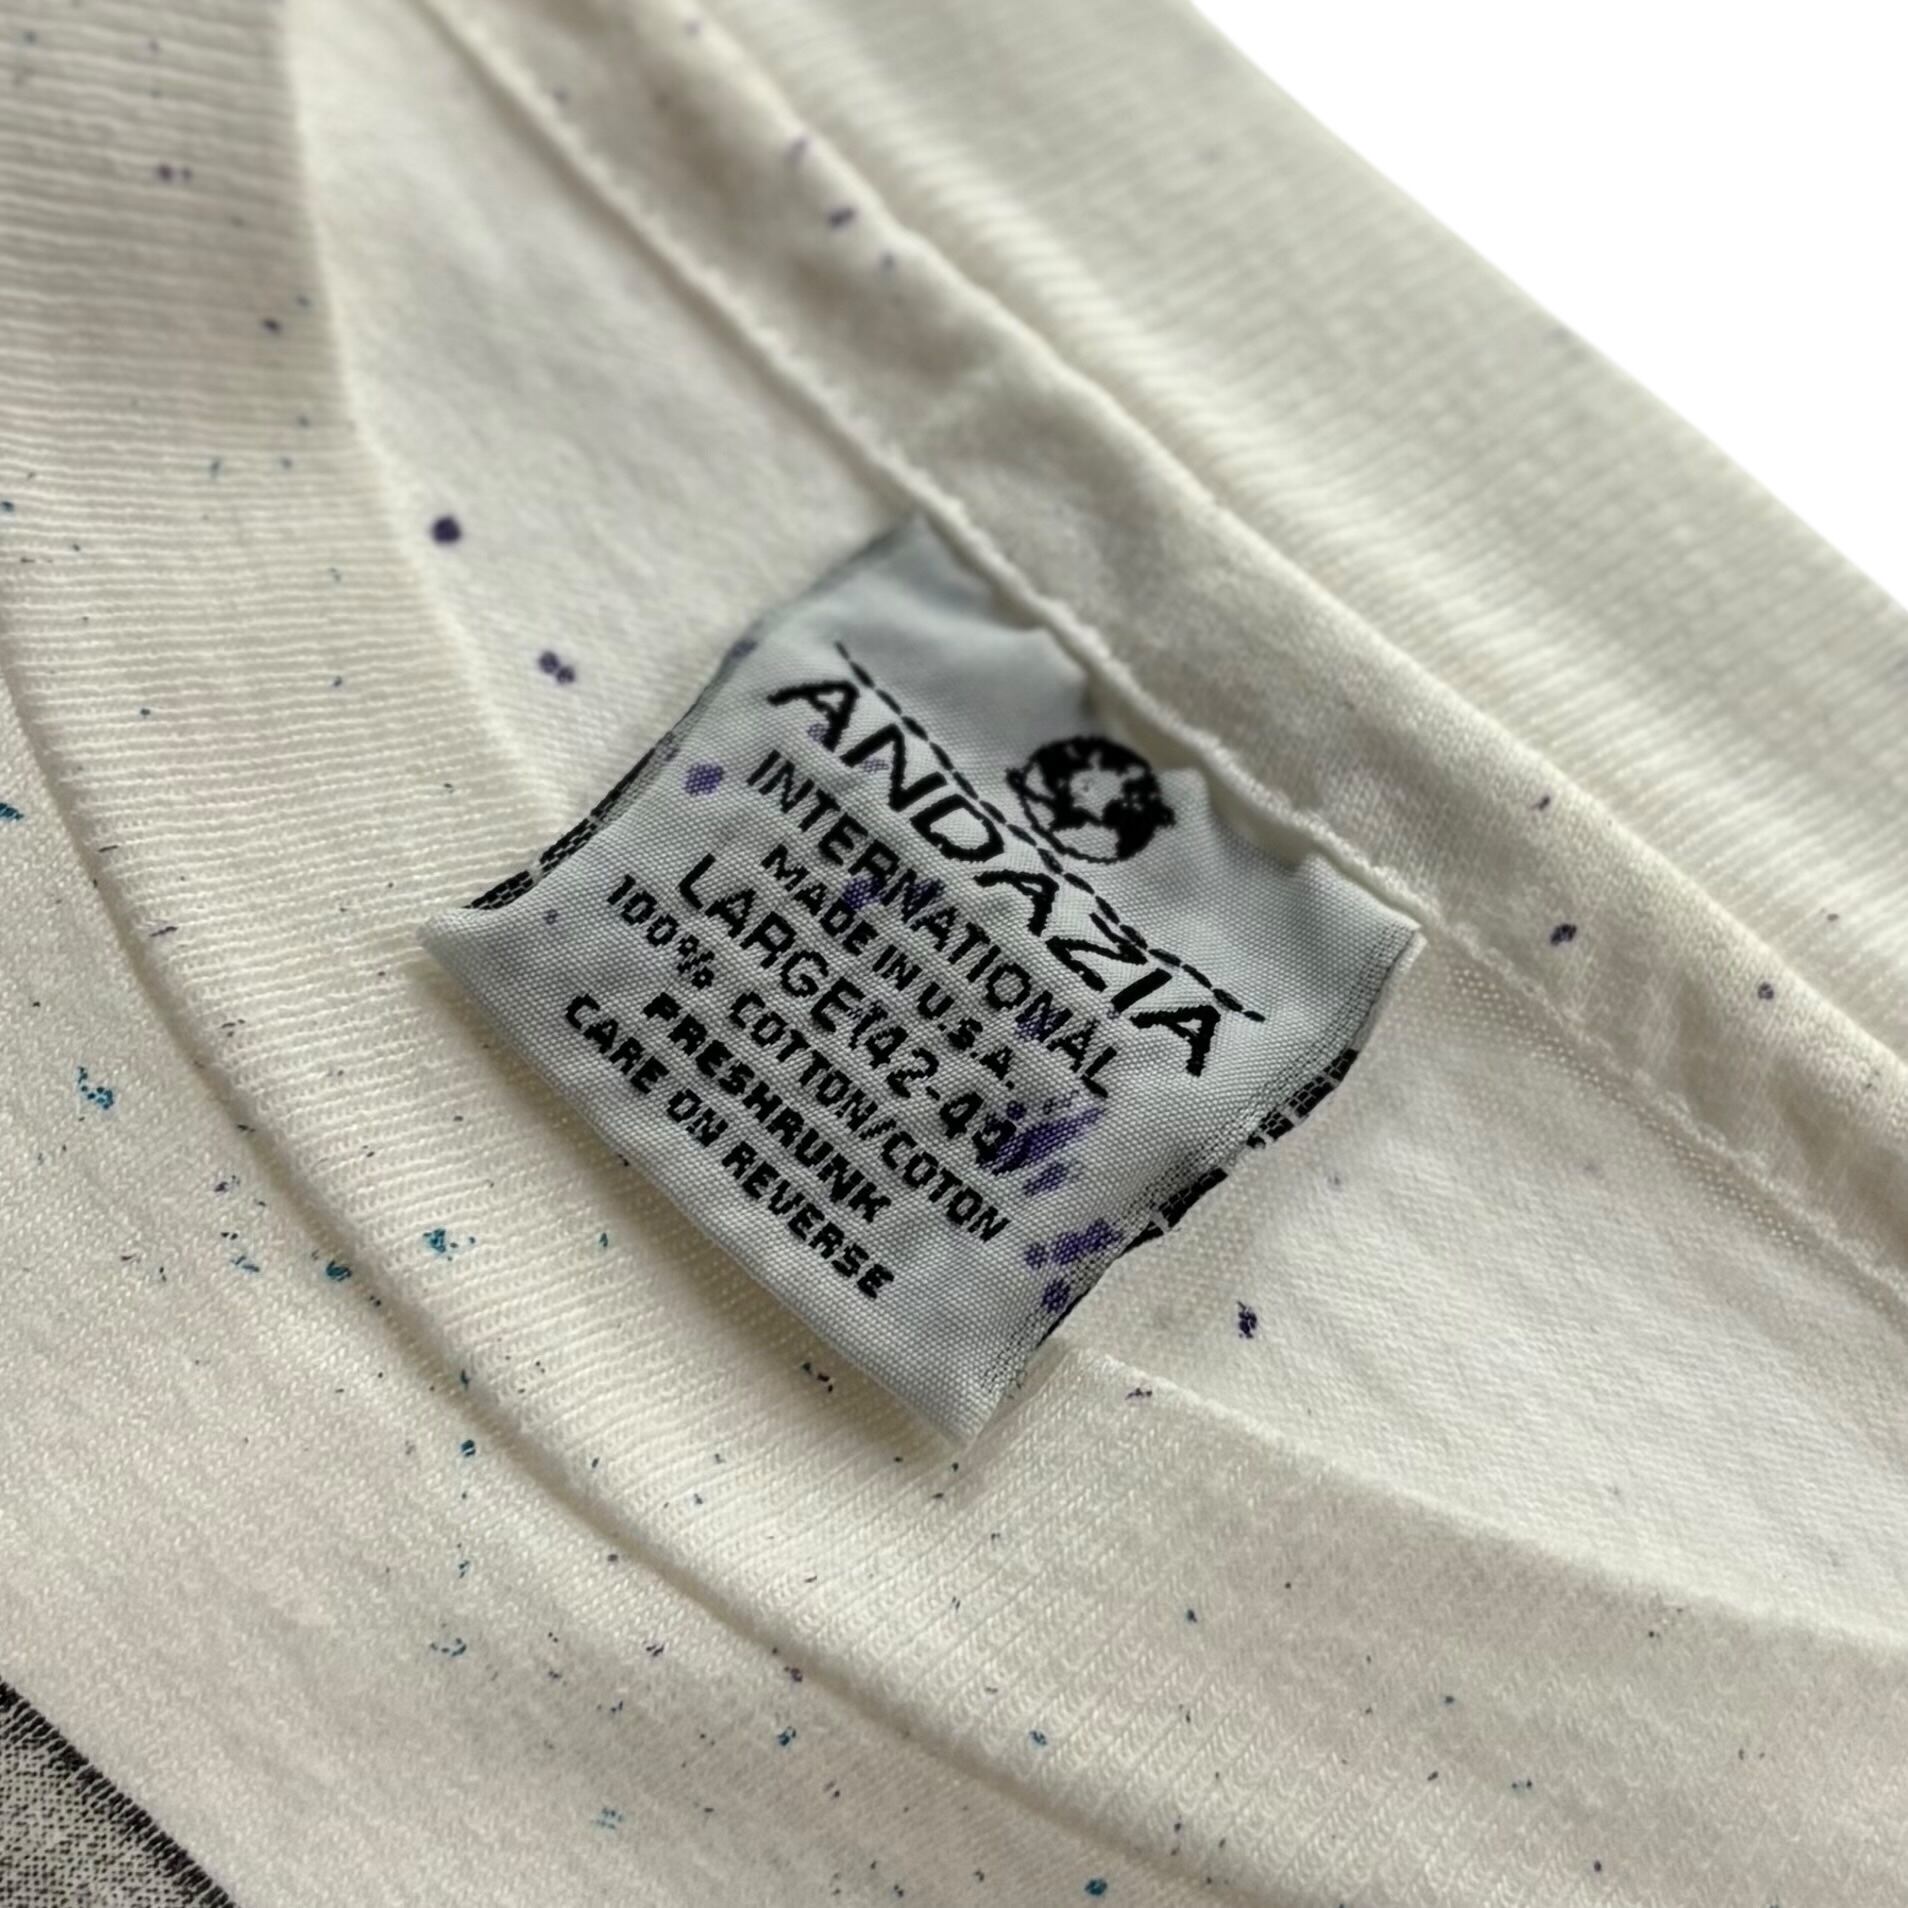 ANDAZIA
INTERNATIONAL
MADE IN U.S.A.
LARGE(42-44)
100% COTTON/COTON
PRESHRUNK
CARE ON REVERSE